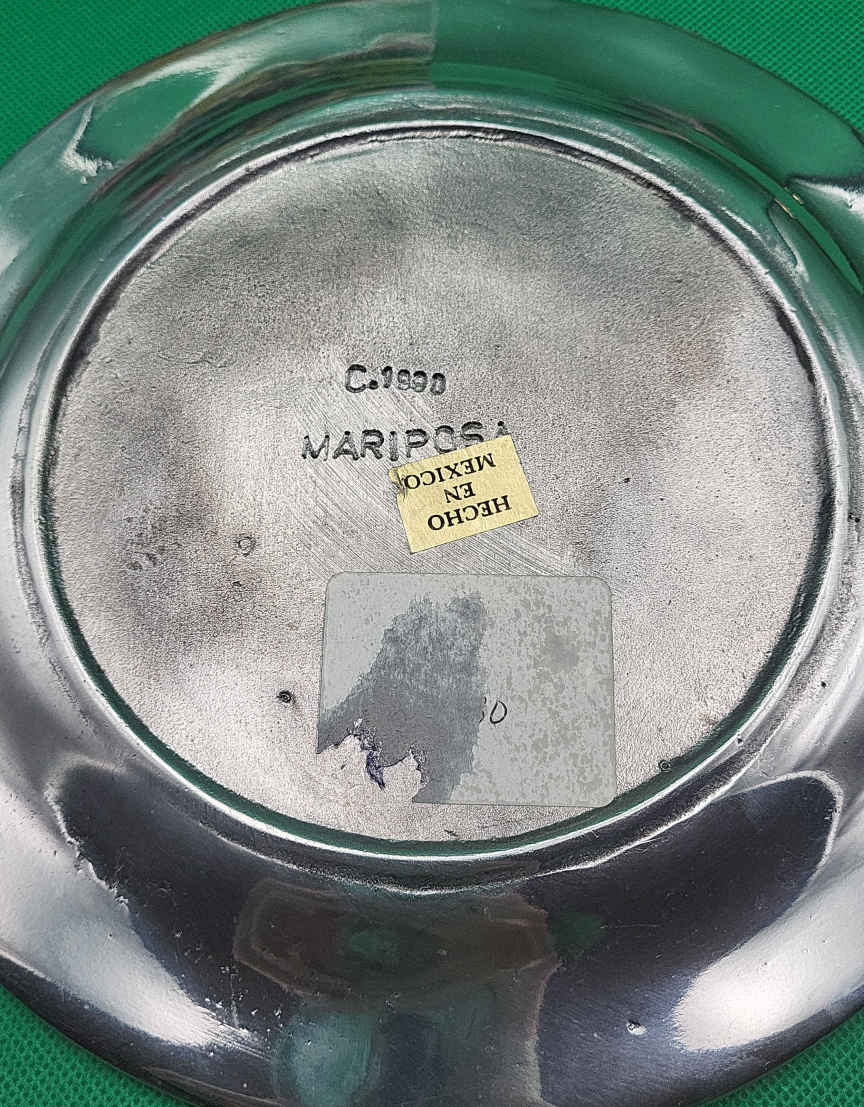 C.1990
MARIPOSA
HECHO
EN
MEXICO